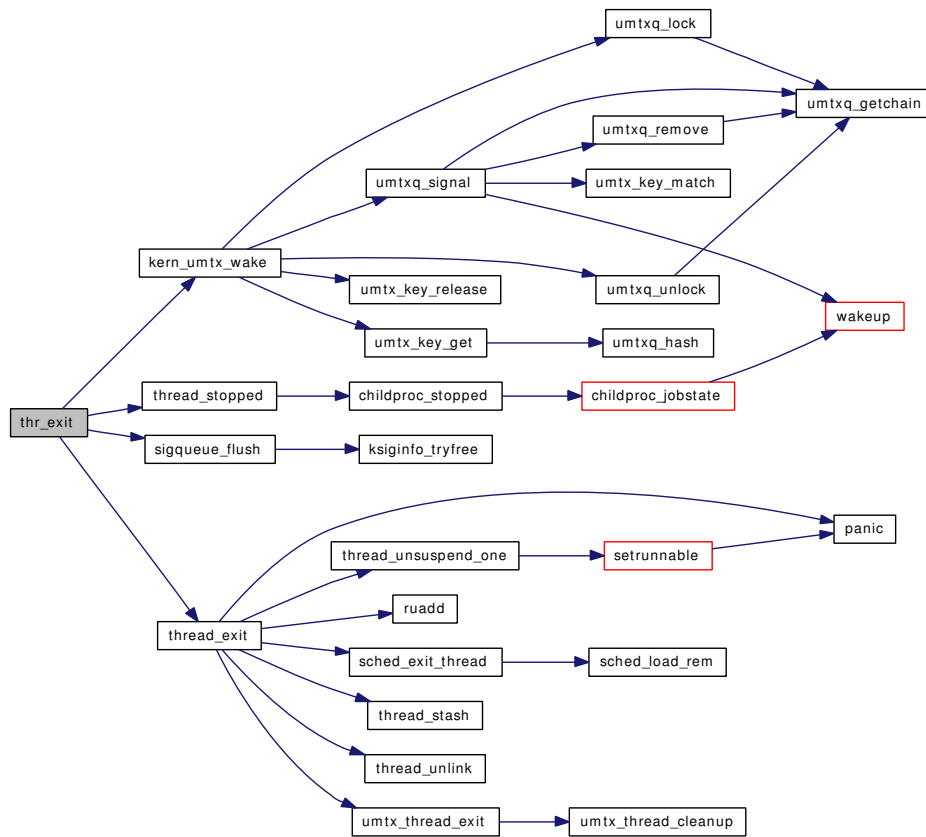 umtxq_lock
umtxq_getchain
umtxq_remove
umtxq_signal
umtx_key_match
kern_umtx_wake
umtx_key_release
umtxq_unlock
wakeup
umtx_key_get
umtxq_hash
thread_stopped
childproc_stopped
childproc_jobstate
thr_exit
sigqueue_flush
ksiginfo_tryfree
panic
thread_unsuspend_one
setrunnable
ruadd
thread_exit
sched_exit_thread
sched_load_rem
thread_stash
thread_unlink
umtx_thread_exit
umtx_thread_cleanup